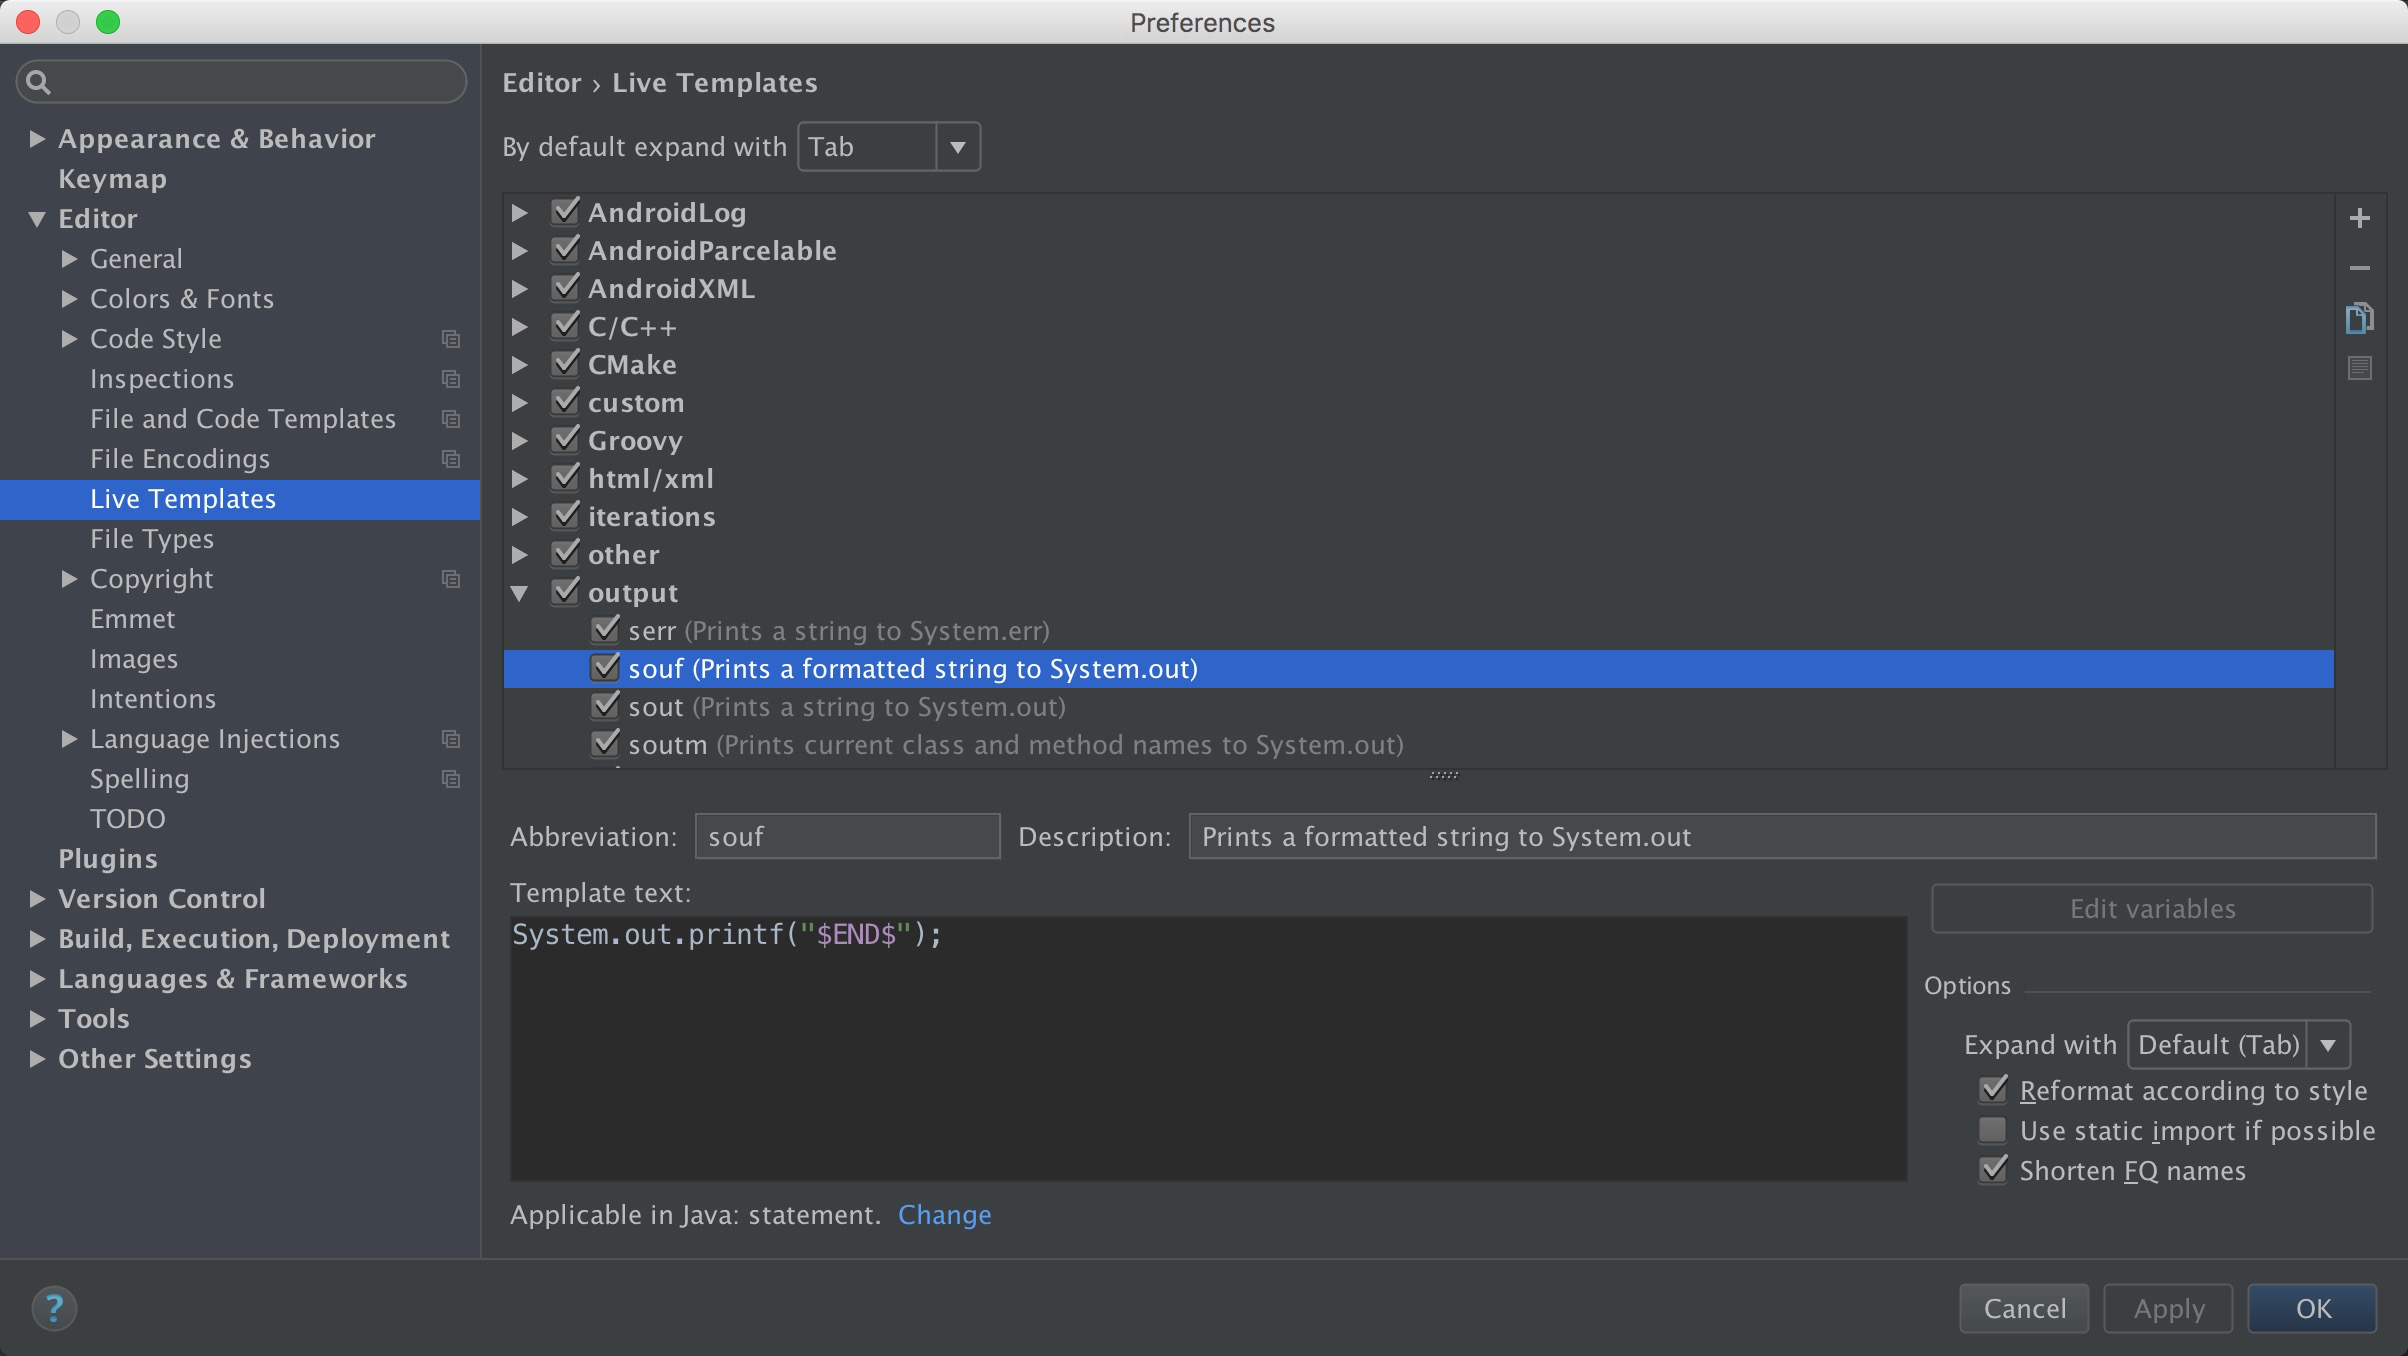 Preferences
Appearance & Behavior
Keymap
Editor
General
Colors & Fonts
Code Style
Inspections
File and Code Templates
File Encodings
Live Templates
File Types
Copyright
Emmet
Images
Intentions
Language Injections
Spelling
TODO
Plugins
Version Control
Build, Execution, Deployment
Languages & Frameworks
Tools
Other Settings
Editor › Live Templates
By default expand with Tab
AndroidLog
AndroidParcelable
AndroidXML
C/C++
CMake
custom
Groovy
html/xml
iterations
other
output
serr (Prints a string to System.err)
souf (Prints a formatted string to System.out)
sout (Prints a string to System.out)
soutm (Prints current class and method names to System.out)
Abbreviation: souf Description: Prints a formatted string to System.out
Template text:
System.out.printf("$END$");
Edit variables
Options
Expand with Default (Tab)
Reformat according to style
Use static import if possible
Shorten FQ names
Applicable in Java: statement. Change
? Cancel Apply OK